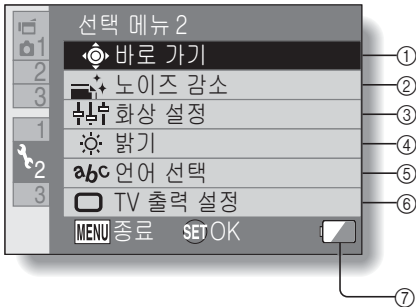 선택 메뉴 2
바로 가기 ①
노이즈 감소 ②
화상 설정 ③
밝기 ④
abc 언어 선택 ⑤
TV 출력 설정 ⑥
MENU 종료 SET OK
⑦
1
2
3
1
2
3